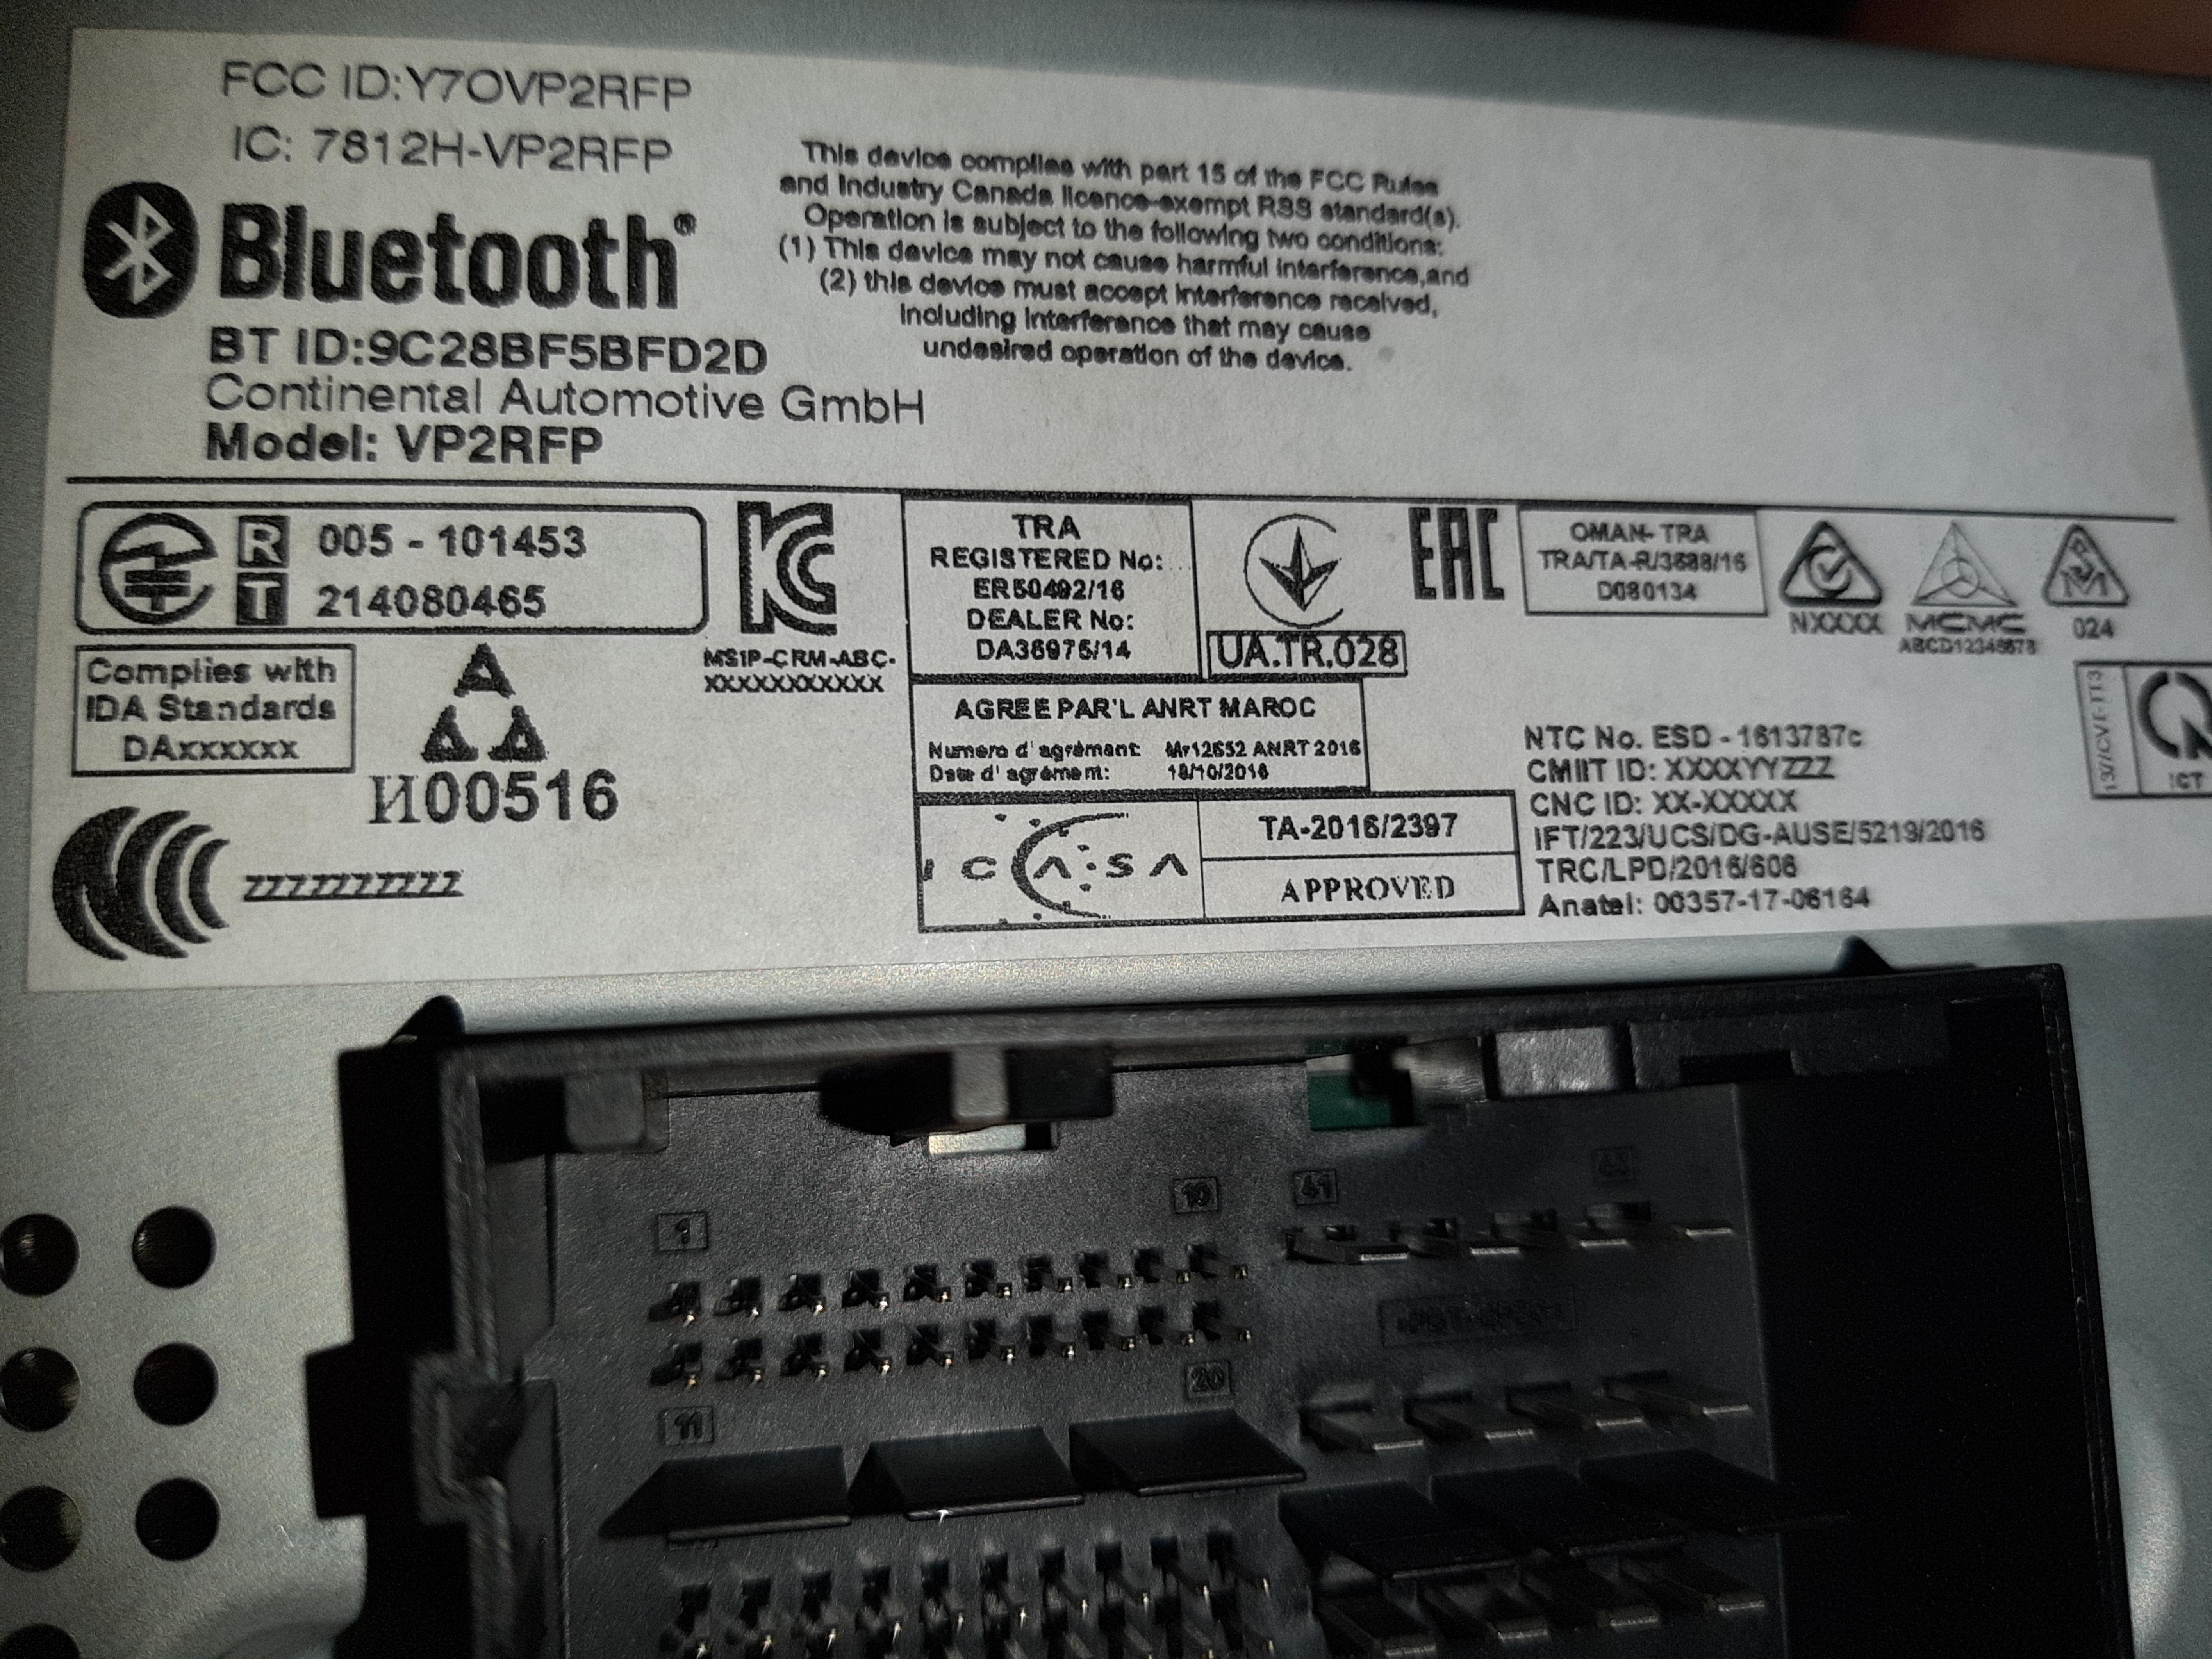 FCC ID:Y7OVP2RFP
IC: 7812H-VP2RFP
Bluetooth®
BT ID:9C28BF5BFD2D
Continental Automotive GmbH
Model: VP2RFP
This device complies with part 15 of the FCC Rules
and Industry Canada licence-exempt RSS standard(s).
Operation is subject to the following two conditions:
(1) This device may not cause harmful interference,and
(2) this device must accept interference received,
including interference that may cause
undesired operation of the device.
R 005 - 101453
T 214080465
MSIP-CRM-ABC-
XXXXXXXXXXX
TRA
REGISTERED No:
ER50492/16
DEALER No:
DA36975/14
UA.TR.028
EAC
OMAN- TRA
TRA/TA-R/3688/16
D080134
NXXXX
MCMC
ABCD12345678
024
Complies with
IDA Standards
DAxxxxxx
И00516
AGREE PAR'L ANRT MAROC
Numero d'agrément: Mr12652 ANRT 2016
Date d'agrément: 18/10/2016
ZZZZZZZZZZ
ICASA
TA-2016/2397
APPROVED
NTC No. ESD - 1613787c
CMIIT ID: XXXXYYZZZ
CNC ID: XX-XXXXX
IFT/223/UCS/DG-AUSE/5219/2016
TRC/LPD/2016/606
Anatel: 00357-17-06164
ICT
1
10
41
11
20